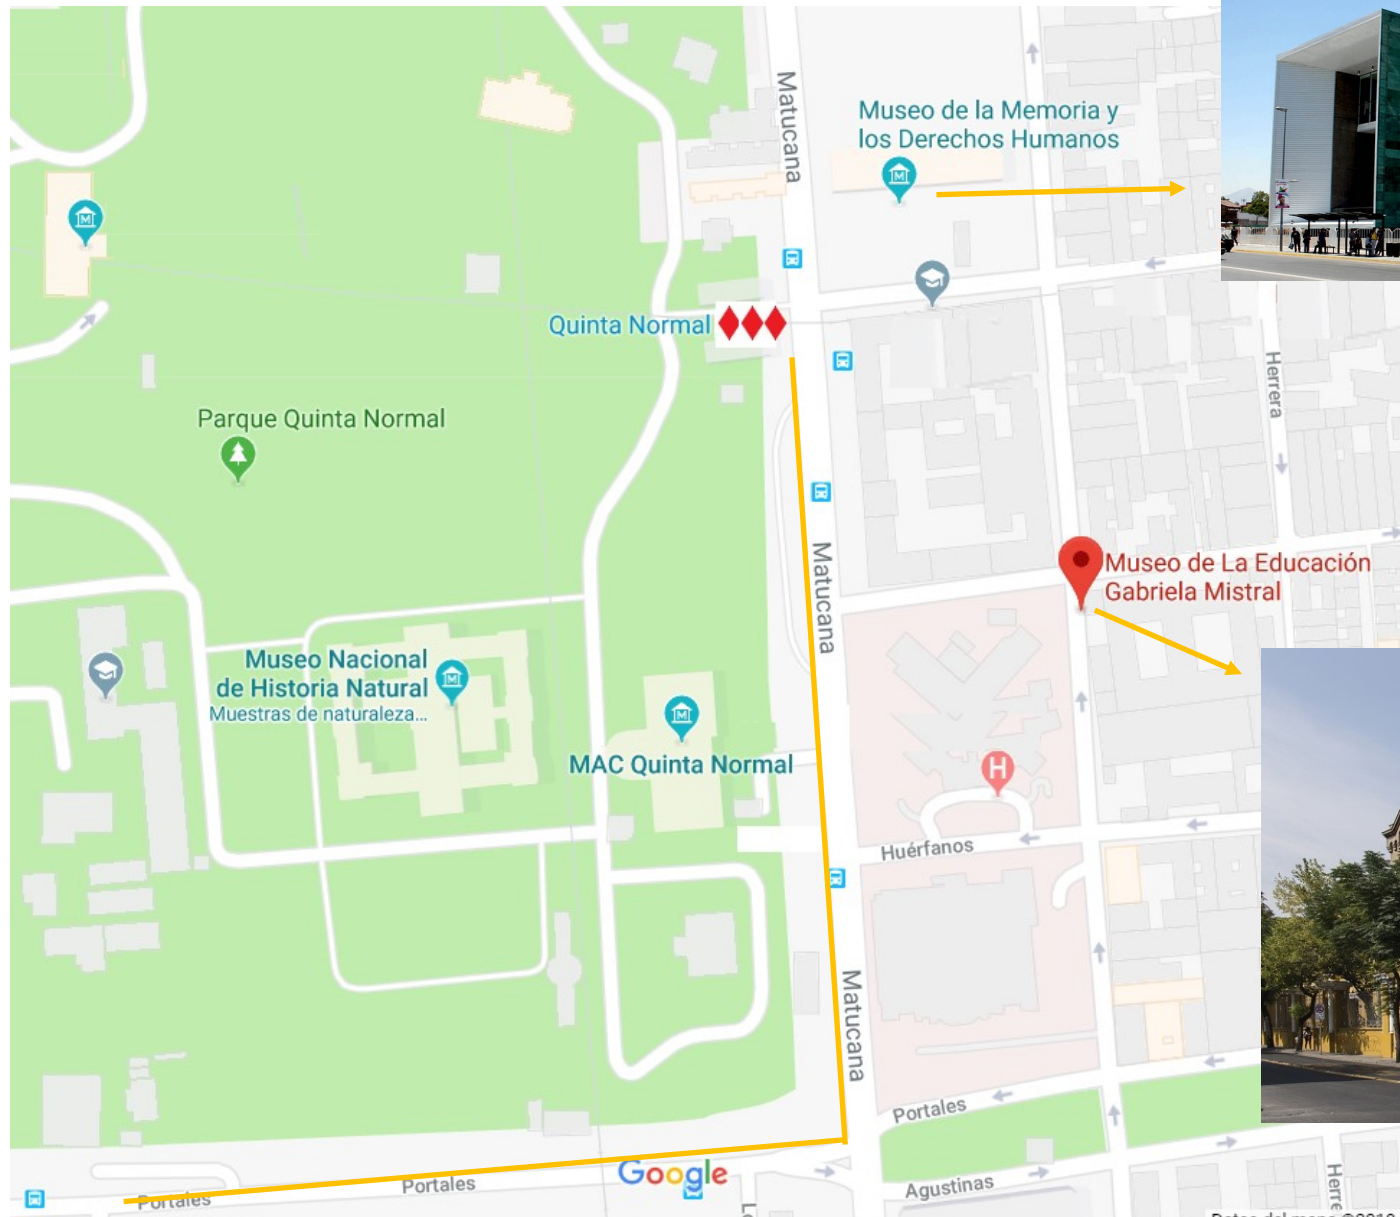 Matucana
Museo de la Memoria y
los Derechos Humanos
Quinta Normal
Herrera
Parque Quinta Normal
Matucana
Museo de La Educación
Gabriela Mistral
Museo Nacional
de Historia Natural
Muestras de naturaleza...
MAC Quinta Normal
H
Huérfanos
Matucana
Portales
Google
Portales
Portales
Agustinas